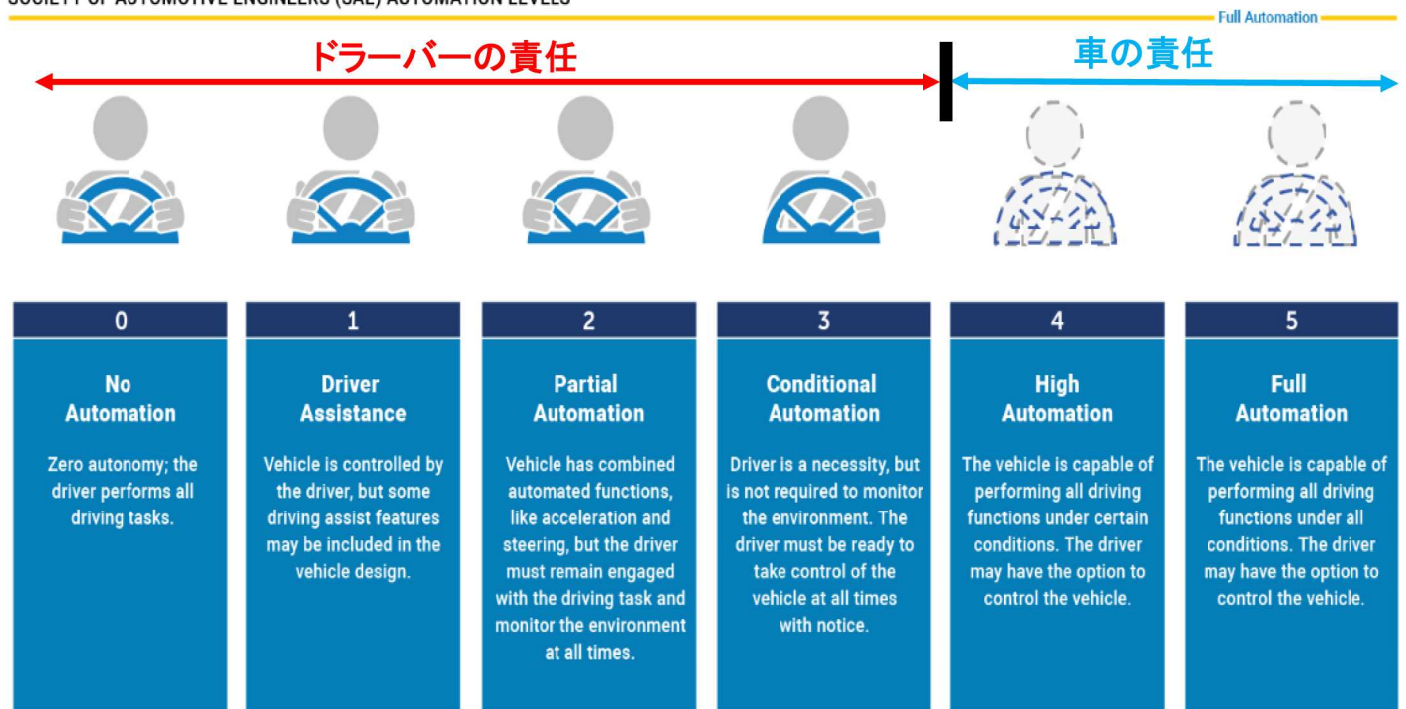 SOCIETY OF AUTOMOTIVE ENGINEERS (SAE) AUTOMATION LEVELS
Full Automation
ドラーバーの責任
車の責任
0
No
Automation
Zero autonomy; the
driver performs all
driving tasks.
1
Driver
Assistance
Vehicle is controlled by
the driver, but some
driving assist features
may be included in the
vehicle design.
2
Partial
Automation
Vehicle has combined
automated functions,
like acceleration and
steering, but the driver
must remain engaged
with the driving task and
monitor the environment
at all times.
3
Conditional
Automation
Driver is a necessity, but
is not required to monitor
the environment. The
driver must be ready to
take control of the
vehicle at all times
with notice.
4
High
Automation
The vehicle is capable of
performing all driving
functions under certain
conditions. The driver
may have the option to
control the vehicle.
5
Full
Automation
The vehicle is capable of
performing all driving
functions under all
conditions. The driver
may have the option to
control the vehicle.